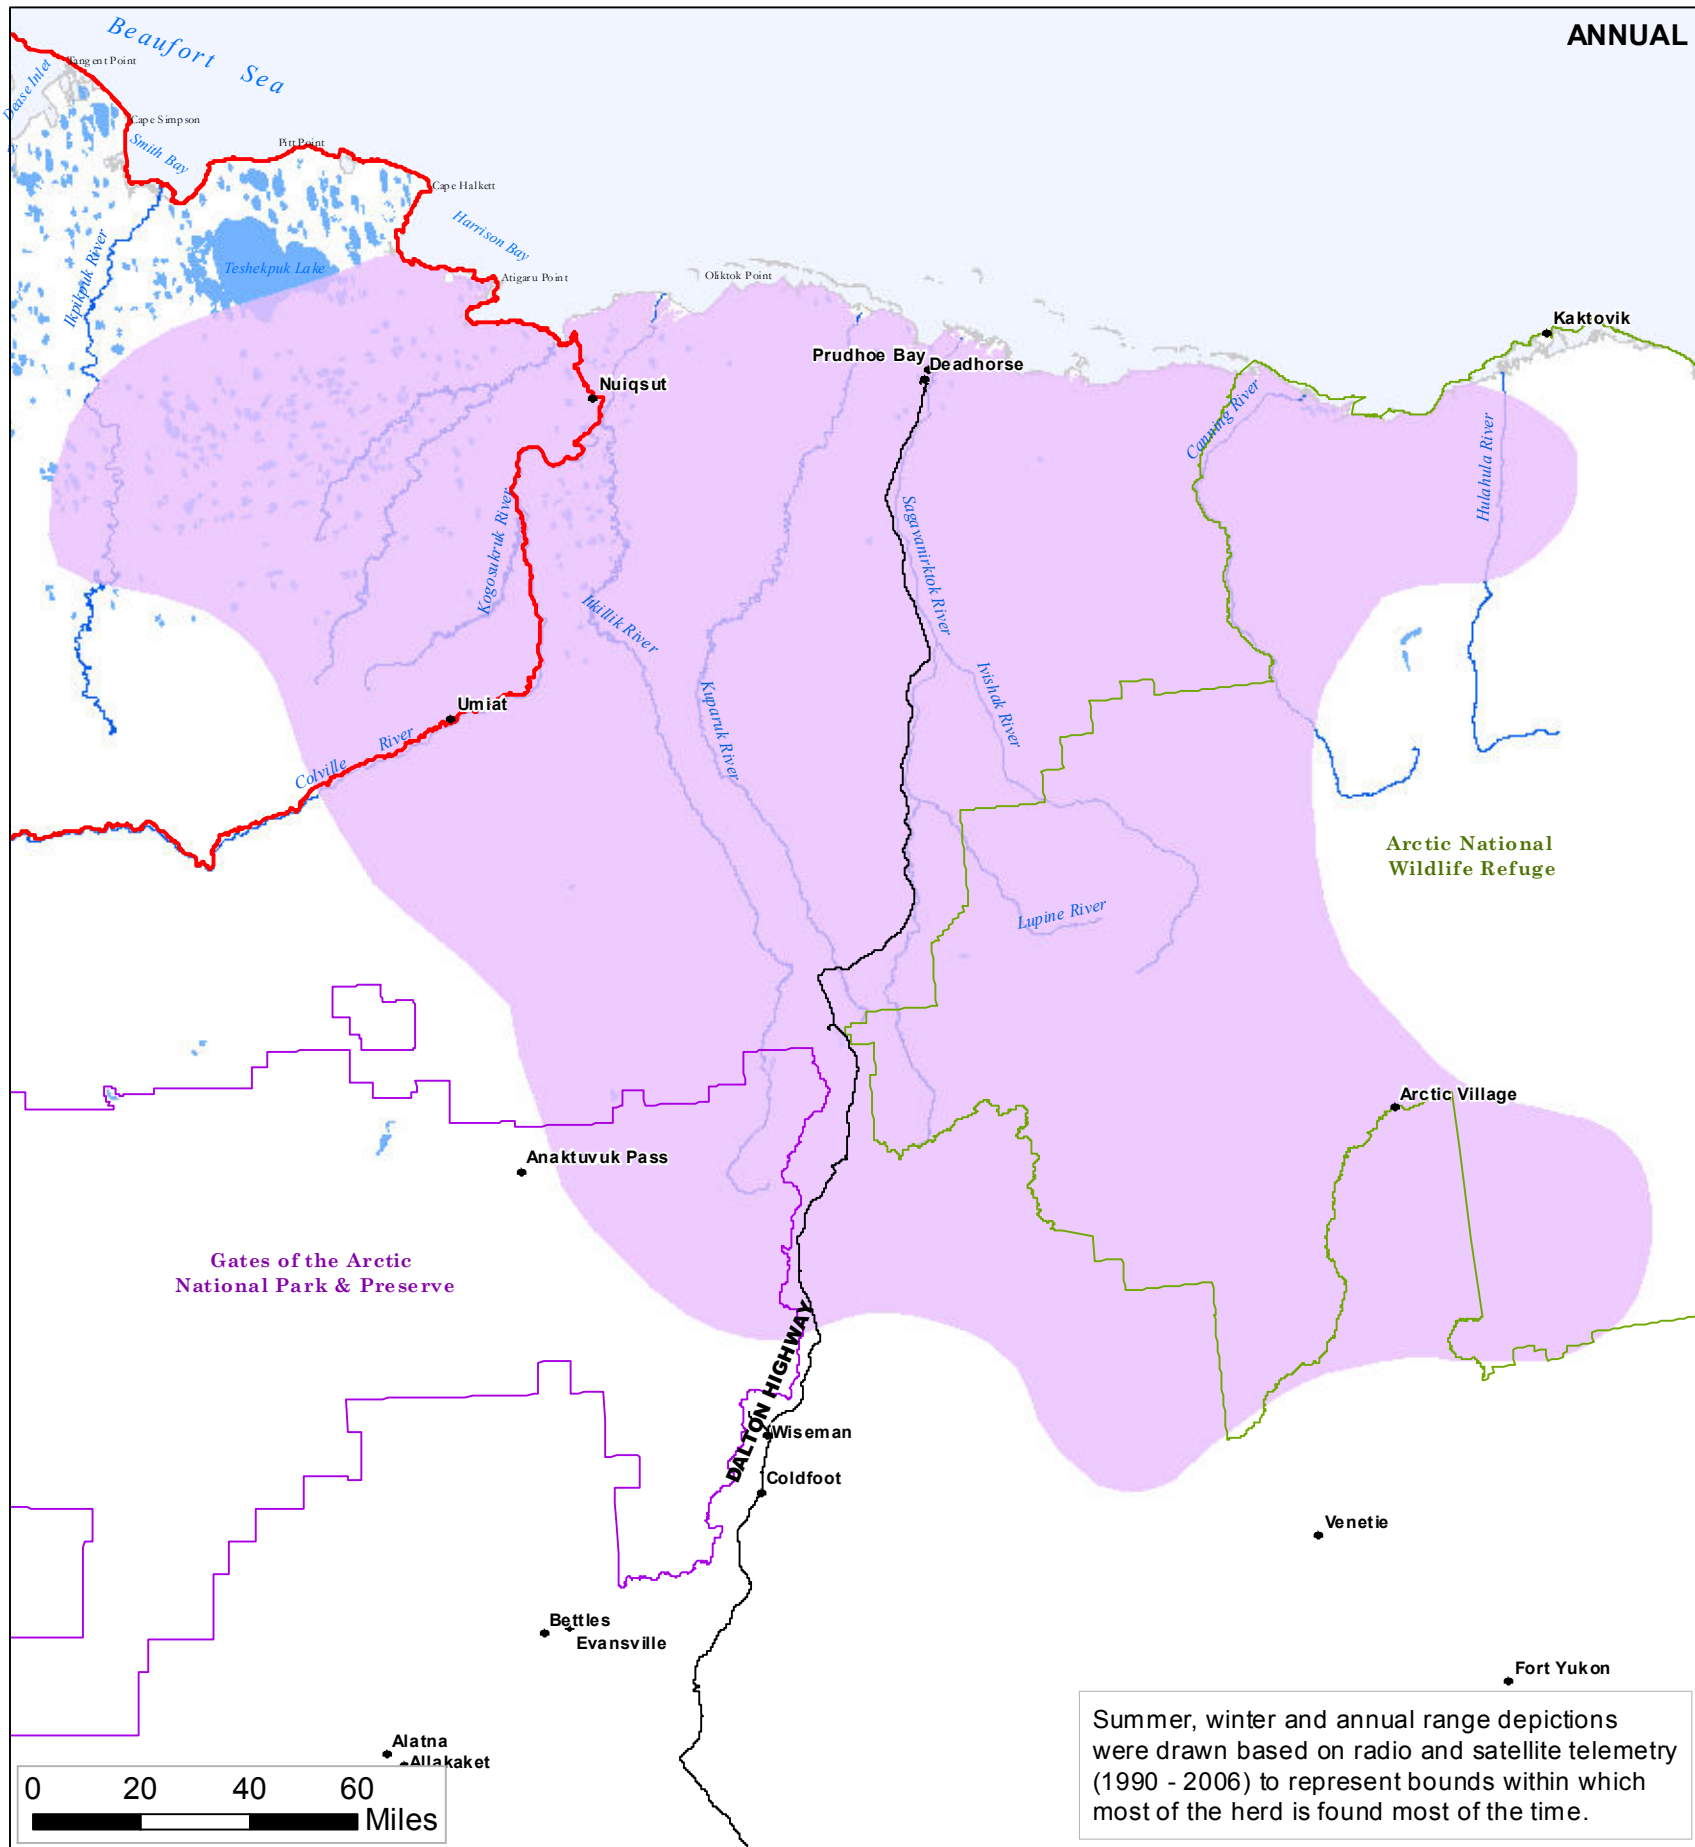 ANNUAL
Beaufort Sea
Tangent Point
Dease Inlet
Cape Simpson
Smith Bay
Pitt Point
Cape Halkett
Harrison Bay
Ikpikpuk River
Teshekpuk Lake
Atigaru Point
Oliktok Point
Kaktovik
Prudhoe Bay
Deadhorse
Nuiqsut
Canning River
Hulahula River
Kogosukruk River
Sagavanirktok River
Itkillik River
Ivishak River
Kuparuk River
Umiat
Colville River
Arctic National
Wildlife Refuge
Lupine River
Arctic Village
Anaktuvuk Pass
Gates of the Arctic
National Park & Preserve
DALTON HIGHWAY
Wiseman
Coldfoot
Venetie
Bettles
Evansville
Fort Yukon
Alatna
Allakaket
0 20 40 60
Miles
Summer, winter and annual range depictions
were drawn based on radio and satellite telemetry
(1990 - 2006) to represent bounds within which
most of the herd is found most of the time.